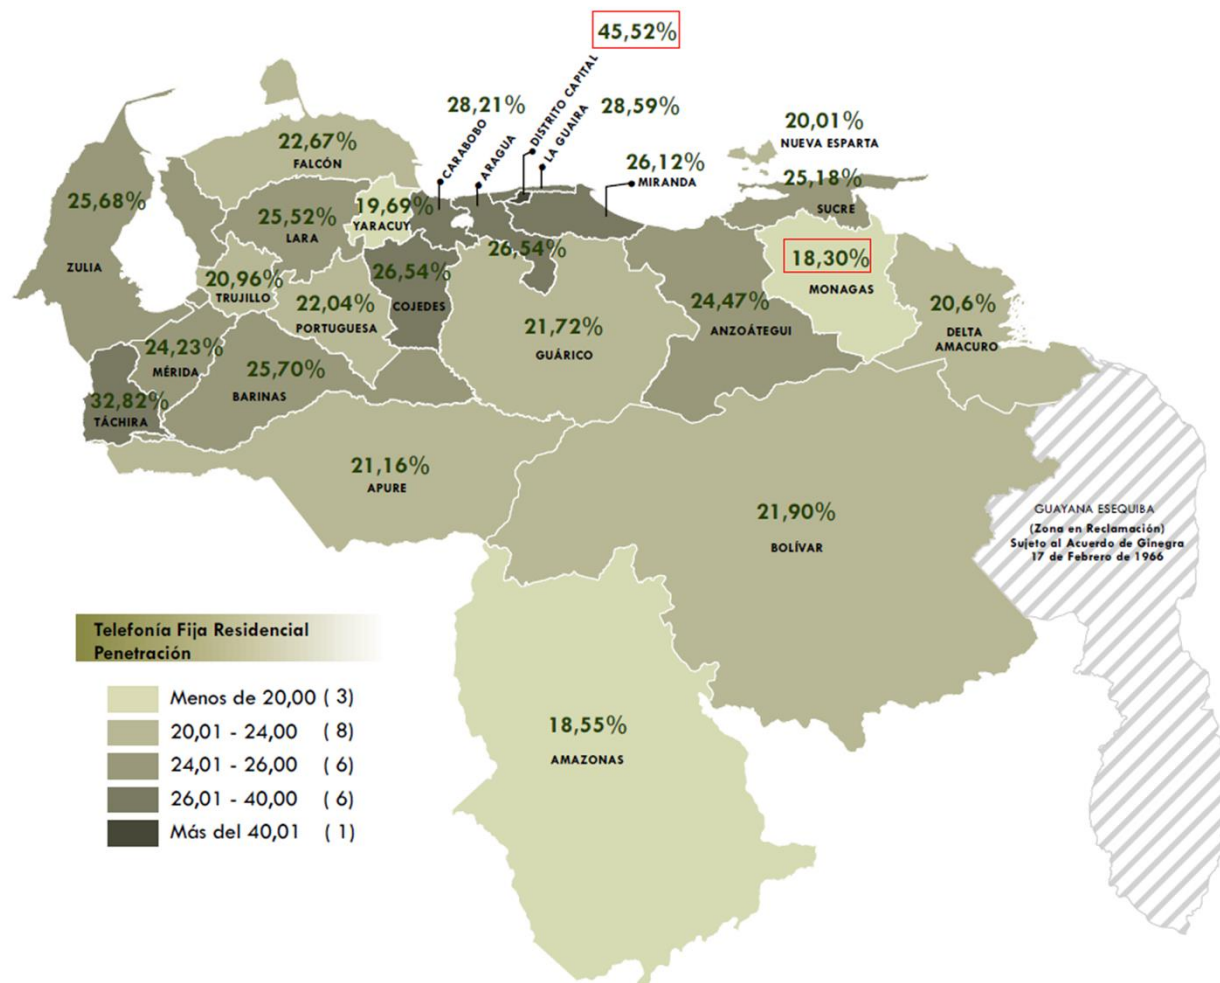 45,52%
DISTRITO CAPITAL
28,21%
CARABOBO
ARAGUA
LA GUAIRA
28,59%
20,01%
NUEVA ESPARTA
22,67%
FALCÓN
26,12%
MIRANDA
25,18%
SUCRE
25,68%
ZULIA
25,52%
LARA
19,69%
YARACUY
26,54%
18,30%
MONAGAS
20,96%
TRUJILLO
26,54%
COJEDES
22,04%
PORTUGUESA
21,72%
GUÁRICO
24,47%
ANZOÁTEGUI
20,6%
DELTA
AMACURO
24,23%
MÉRIDA
25,70%
BARINAS
32,82%
TÁCHIRA
21,16%
APURE
21,90%
BOLÍVAR
GUAYANA ESEQUIBA
(Zona en Reclamación)
Sujeto al Acuerdo de Ginegra
17 de Febrero de 1966
18,55%
AMAZONAS
Telefonía Fija Residencial
Penetración
Menos de 20,00 ( 3)
20,01 - 24,00 ( 8)
24,01 - 26,00 ( 6)
26,01 - 40,00 ( 6)
Más del 40,01 ( 1)